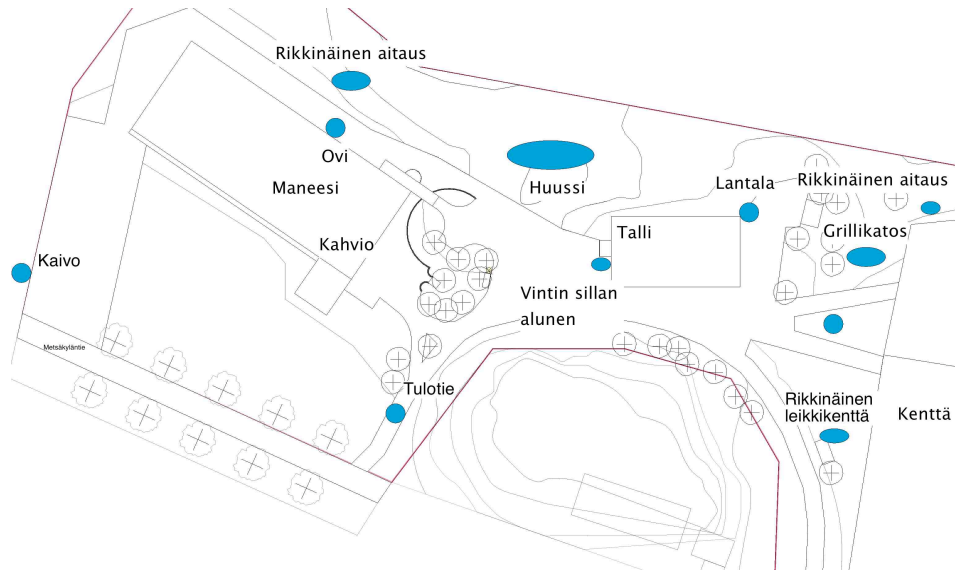 Rikkinäinen aitaus
Ovi
Maneesi
Huussi
Lantala
Rikkinäinen aitaus
Kahvio
Talli
Grillikatos
Kaivo
Vintin sillan
alunen
Metsäkyläntie
Tulotie
Rikkinäinen
leikkikenttä
Kenttä